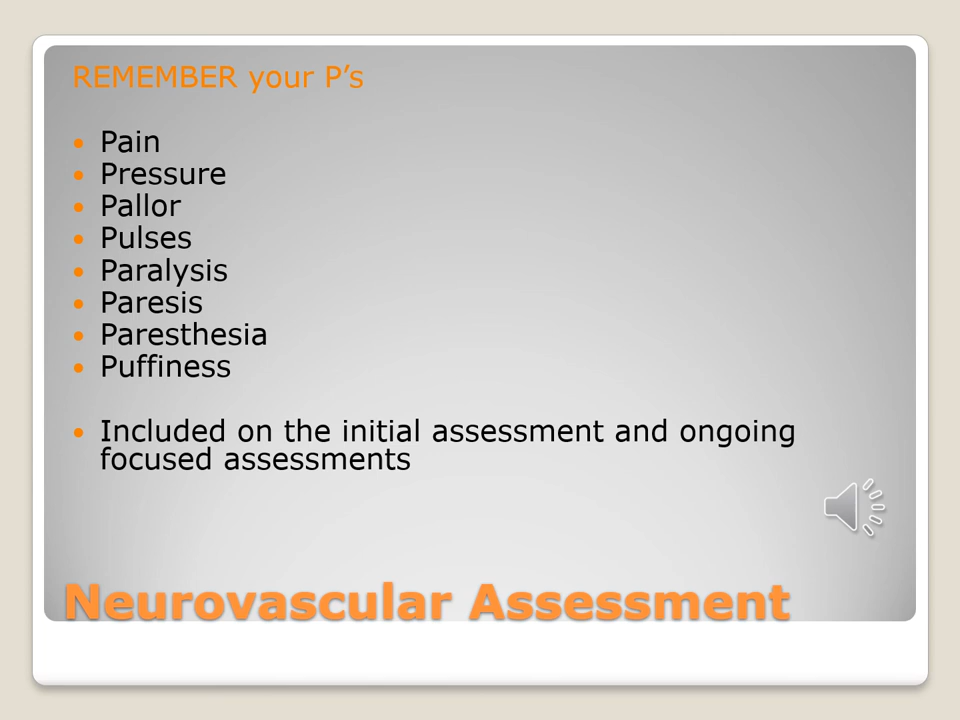 REMEMBER your P’s
Pain
Pressure
Pallor
Pulses
Paralysis
Paresis
Paresthesia
Puffiness
Included on the initial assessment and ongoing
focused assessments
Neurovascular Assessment